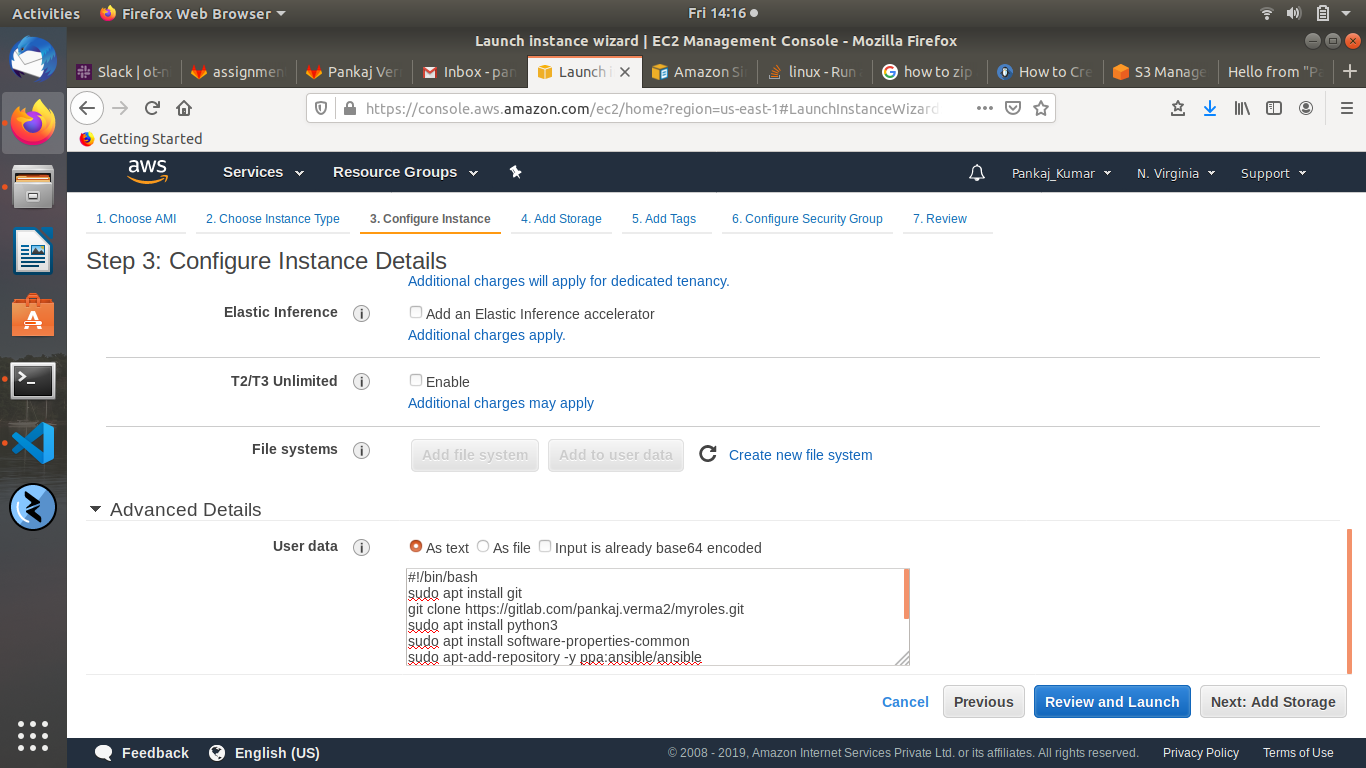 Activities Firefox Web Browser Fri 14:16
Launch instance wizard | EC2 Management Console - Mozilla Firefox
Slack | ot-n assignmen Pankaj Ver Inbox - pan Launch i Amazon Si linux - Run how to zip How to Cre S3 Manage Hello from "Pa
https://console.aws.amazon.com/ec2/home?region=us-east-1#LaunchInstanceWizard
Getting Started
aws Services Resource Groups Pankaj_Kumar N. Virginia Support
1. Choose AMI 2. Choose Instance Type 3. Configure Instance 4. Add Storage 5. Add Tags 6. Configure Security Group 7. Review
Step 3: Configure Instance Details
Additional charges will apply for dedicated tenancy.
Elastic Inference i Add an Elastic Inference accelerator
Additional charges apply.
T2/T3 Unlimited i Enable
Additional charges may apply
File systems i Add file system Add to user data Create new file system
Advanced Details
User data i As text As file Input is already base64 encoded
#!/bin/bash
sudo apt install git
git clone https://gitlab.com/pankaj.verma2/myroles.git
sudo apt install python3
sudo apt install software-properties-common
sudo apt-add-repository -y ppa:ansible/ansible
Cancel Previous Review and Launch Next: Add Storage
Feedback English (US) © 2008 - 2019, Amazon Internet Services Private Ltd. or its affiliates. All rights reserved. Privacy Policy Terms of Use